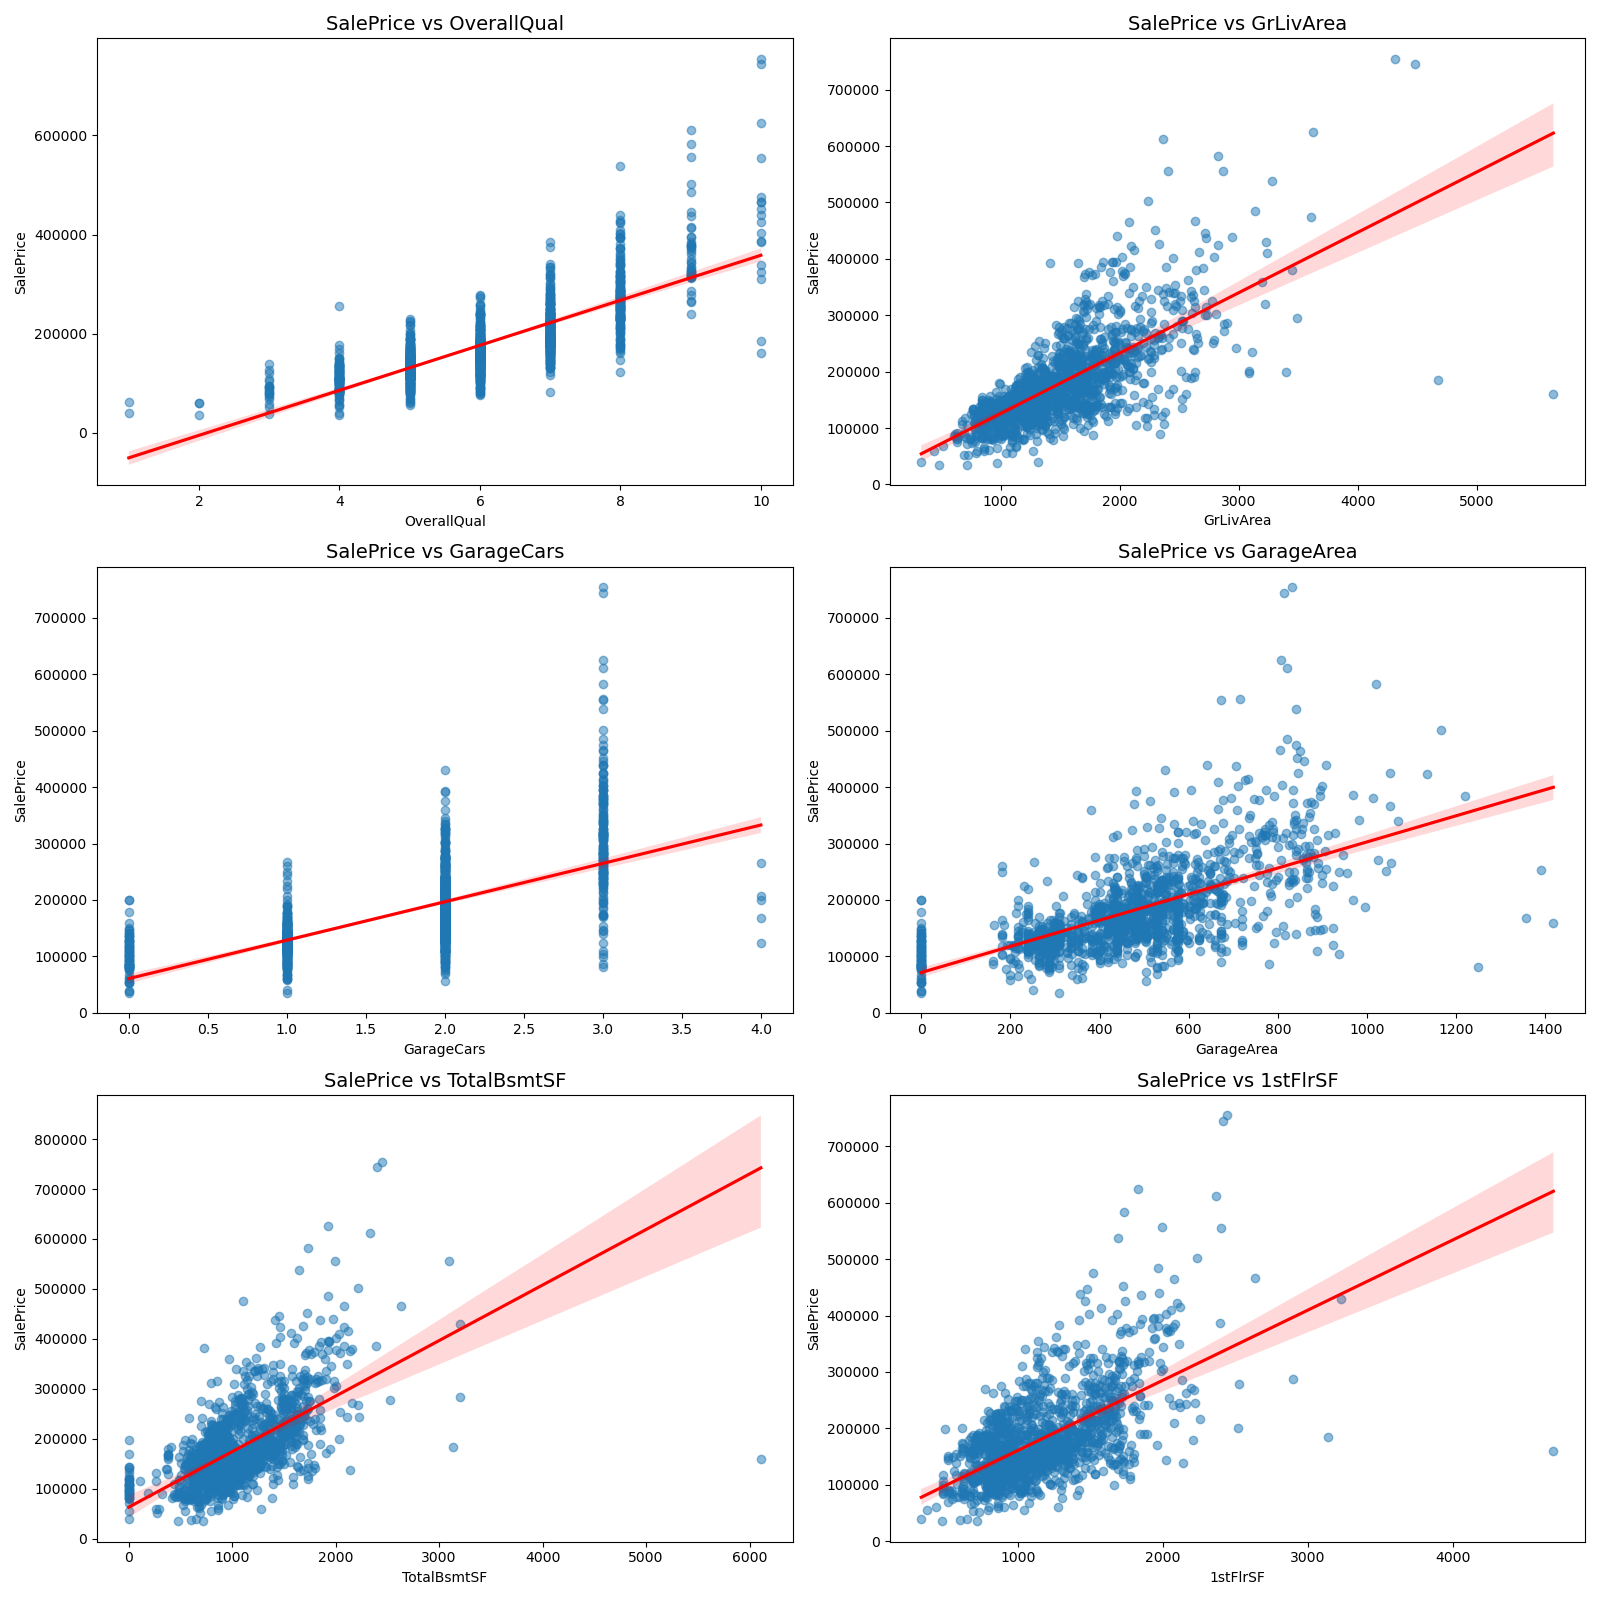 SalePrice vs OverallQual
600000
400000
200000
0
SalePrice
2 4 6 8 10
OverallQual
SalePrice vs GrLivArea
700000
600000
500000
400000
300000
200000
100000
0
SalePrice
1000 2000 3000 4000 5000
GrLivArea
SalePrice vs GarageCars
700000
600000
500000
400000
300000
200000
100000
0
SalePrice
0.0 0.5 1.0 1.5 2.0 2.5 3.0 3.5 4.0
GarageCars
SalePrice vs GarageArea
700000
600000
500000
400000
300000
200000
100000
0
SalePrice
0 200 400 600 800 1000 1200 1400
GarageArea
SalePrice vs TotalBsmtSF
800000
700000
600000
500000
400000
300000
200000
100000
0
SalePrice
0 1000 2000 3000 4000 5000 6000
TotalBsmtSF
SalePrice vs 1stFlrSF
700000
600000
500000
400000
300000
200000
100000
0
SalePrice
1000 2000 3000 4000
1stFlrSF